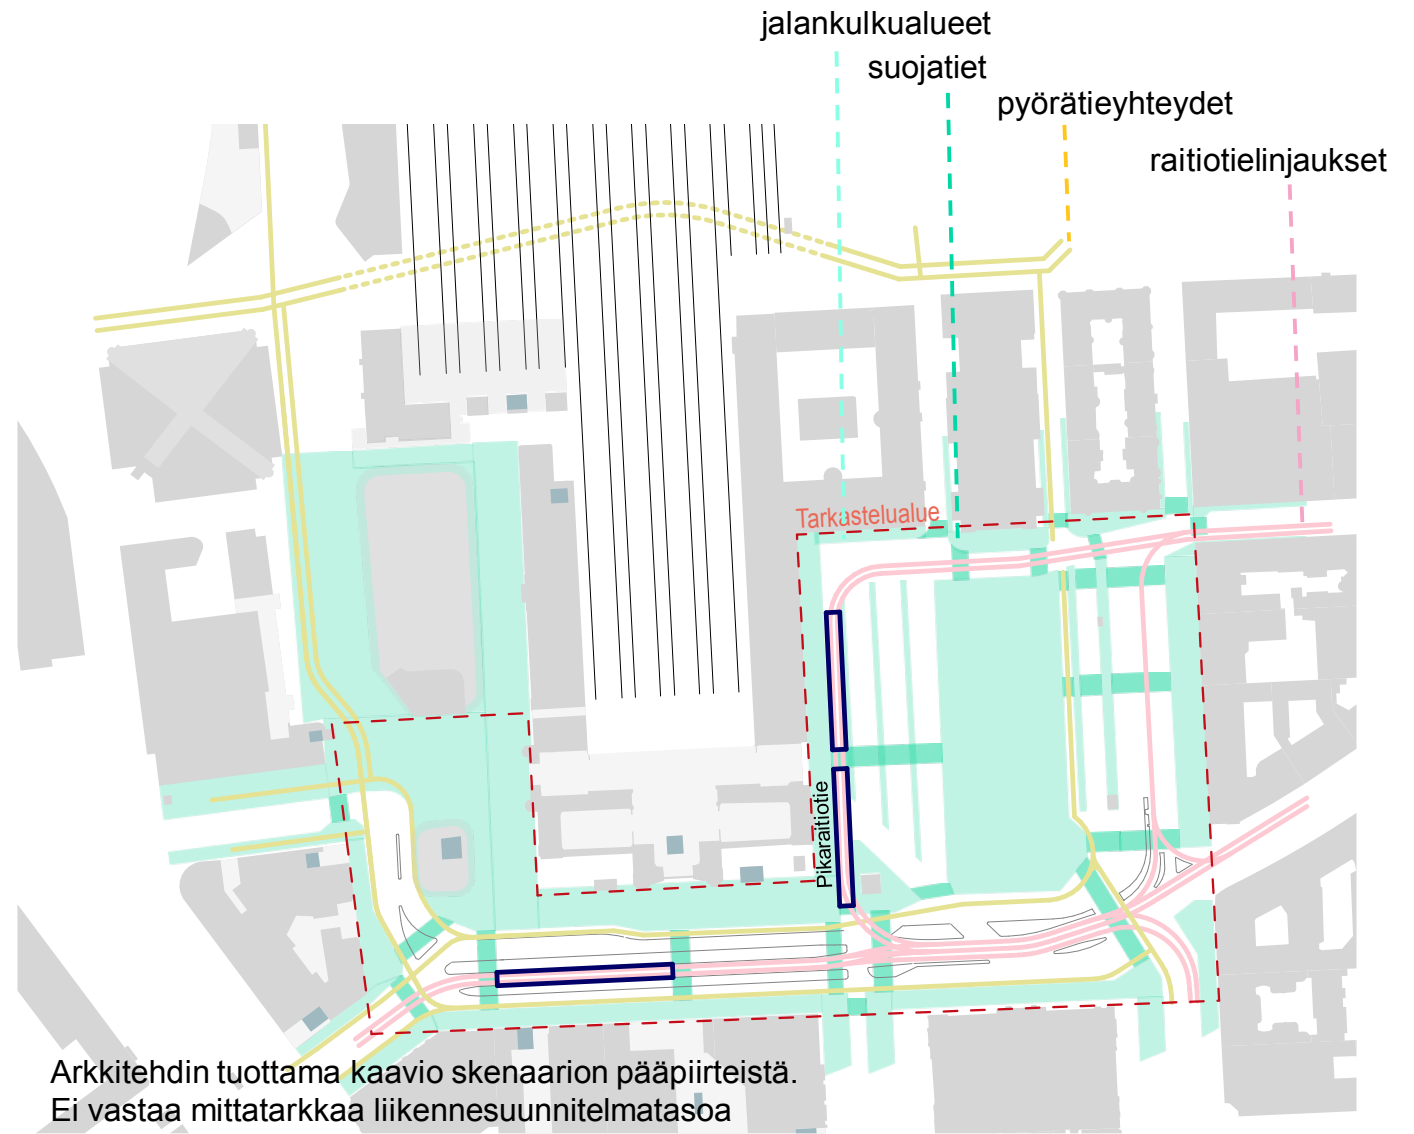 jalankulkualueet
suojatiet
pyörätieyhteydet
raitiotielinjaukset
Tarkastelualue
Pikaraitiotie
Arkkitehdin tuottama kaavio skenaarion pääpiirteistä.
Ei vastaa mittatarkkaa liikennesuunnitelmatasoa